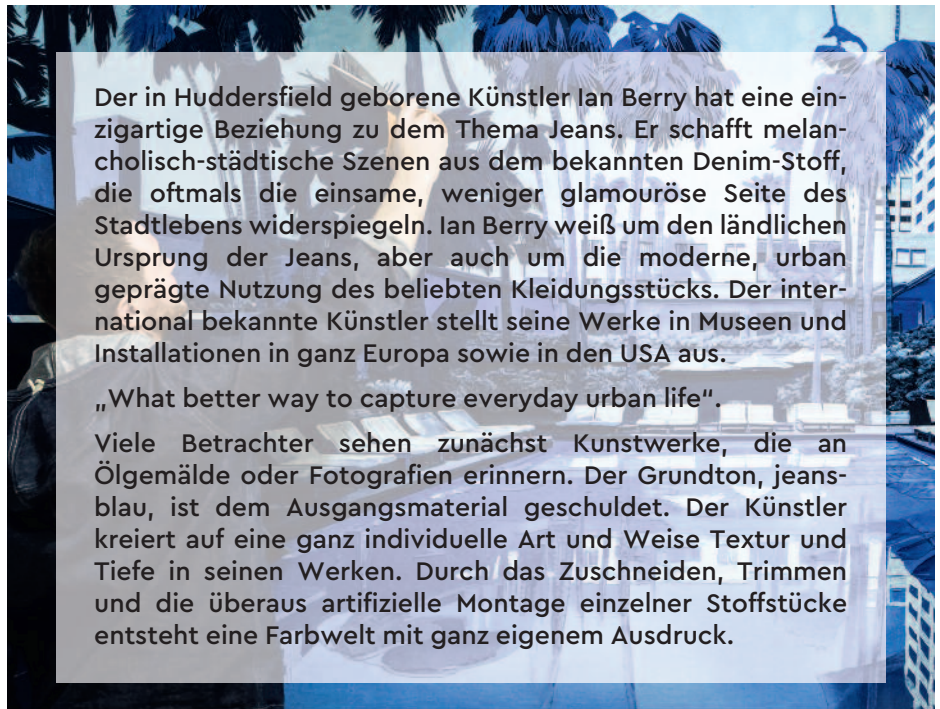 Der in Huddersfield geborene Künstler Ian Berry hat eine ein-
zigartige Beziehung zu dem Thema Jeans. Er schafft melan-
cholisch-städtische Szenen aus dem bekannten Denim-Stoff,
die oftmals die einsame, weniger glamouröse Seite des
Stadtlebens widerspiegeln. Ian Berry weiß um den ländlichen
Ursprung der Jeans, aber auch um die moderne, urban
geprägte Nutzung des beliebten Kleidungsstücks. Der inter-
national bekannte Künstler stellt seine Werke in Museen und
Installationen in ganz Europa sowie in den USA aus.
„What better way to capture everyday urban life“.
Viele Betrachter sehen zunächst Kunstwerke, die an
Ölgemälde oder Fotografien erinnern. Der Grundton, jeans-
blau, ist dem Ausgangsmaterial geschuldet. Der Künstler
kreiert auf eine ganz individuelle Art und Weise Textur und
Tiefe in seinen Werken. Durch das Zuschneiden, Trimmen
und die überaus artifizielle Montage einzelner Stoffstücke
entsteht eine Farbwelt mit ganz eigenem Ausdruck.